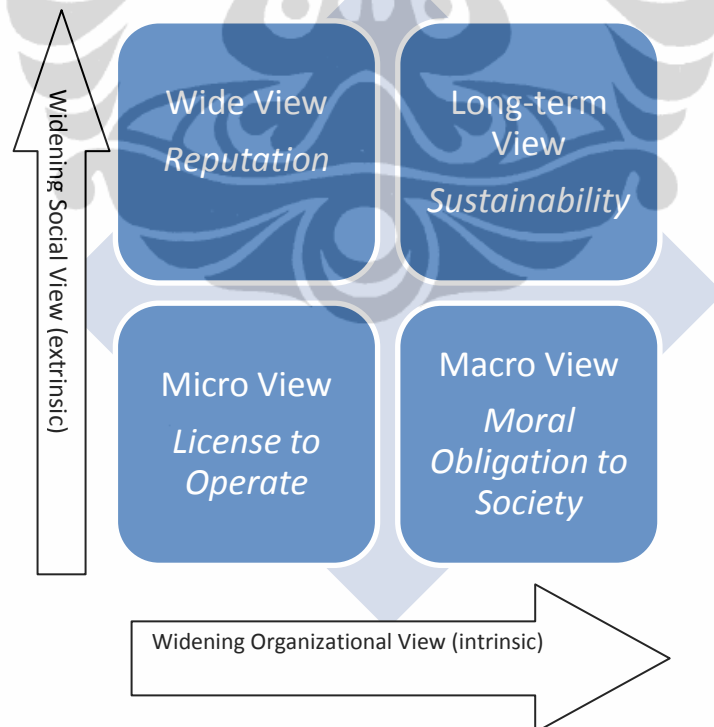 Widening Social View (extrinsic)
Wide View
Reputation
Long-term
View
Sustainability
Micro View
License to
Operate
Macro View
Moral
Obligation to
Society
Widening Organizational View (intrinsic)